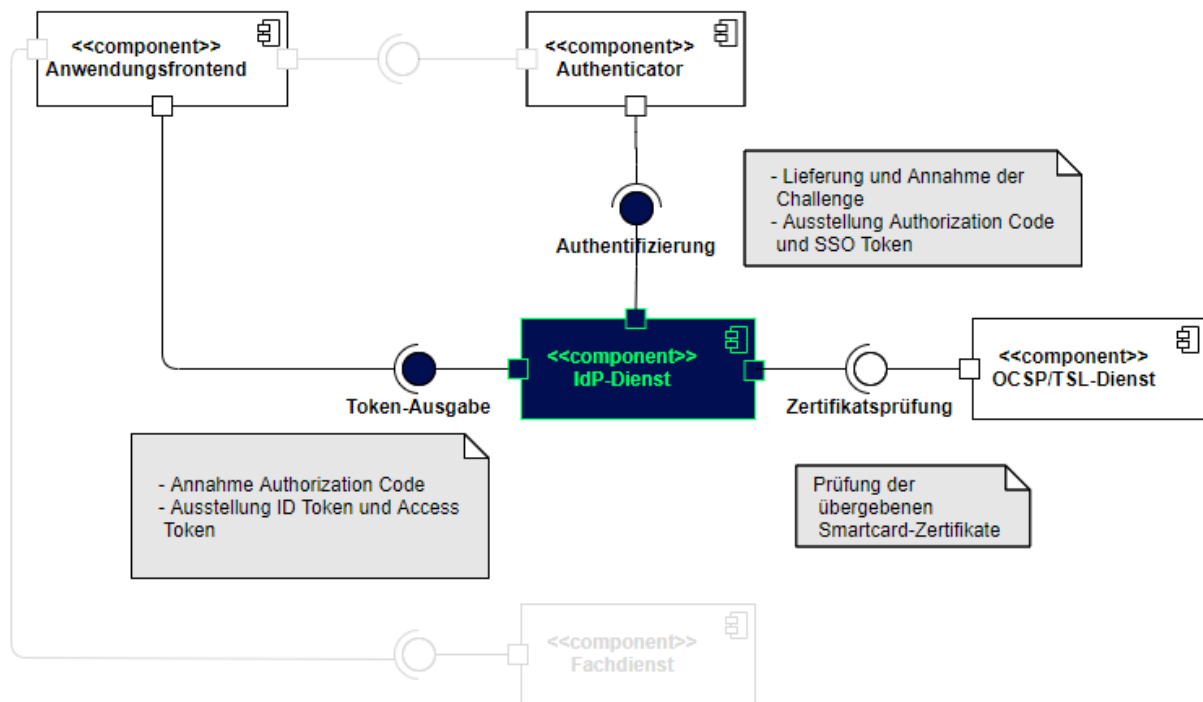 <<component>>
Anwendungsfrontend
<<component>>
Authenticator
- Lieferung und Annahme der
Challenge
- Ausstellung Authorization Code
und SSO Token
Authentifizierung
<<component>>
IdP-Dienst
<<component>>
OCSP/TSL-Dienst
Token-Ausgabe
Zertifikatsprüfung
- Annahme Authorization Code
- Ausstellung ID Token und Access
Token
Prüfung der
übergebenen
Smartcard-Zertifikate
<<component>>
Fachdienst